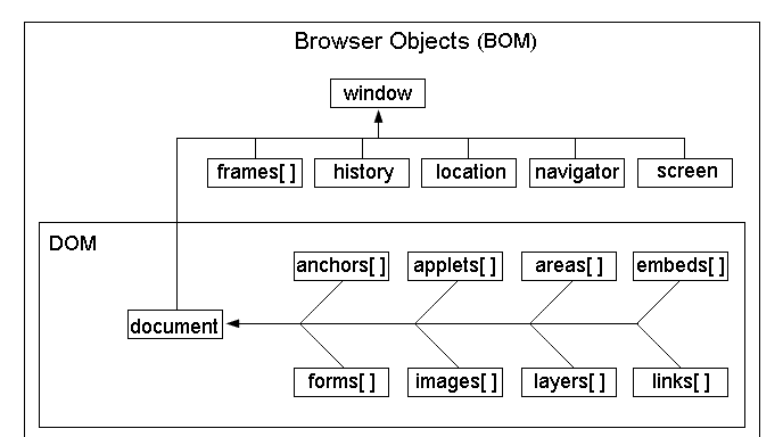 Browser Objects (BOM)
window
frames[ ] history location navigator screen
DOM
anchors[ ] applets[ ] areas[ ] embeds[ ]
document
forms[ ] images[ ] layers[ ] links[ ]